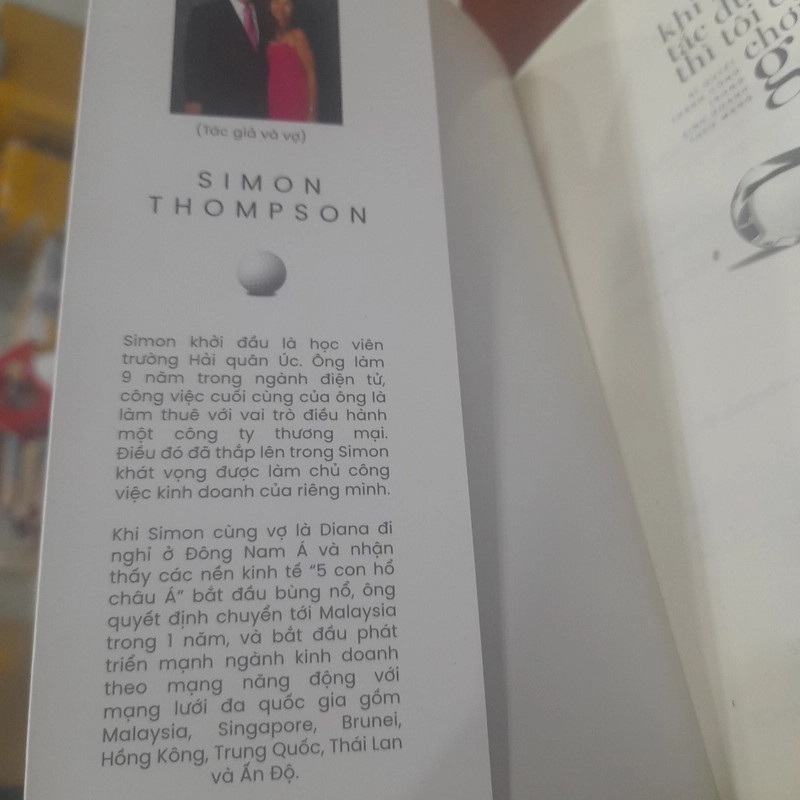 (Tác giả và vợ)
SIMON
THOMPSON
Simon khởi đầu là học viên
trường Hải quân Úc. Ông làm
9 năm trong ngành điện tử,
công việc cuối cùng của ông là
làm thuê với vai trò điều hành
một công ty thương mại.
Điều đó đã thắp lên trong Simon
khát vọng được làm chủ công
việc kinh doanh của riêng mình.
Khi Simon cùng vợ là Diana đi
nghỉ ở Đông Nam Á và nhận
thấy các nền kinh tế “5 con hổ
châu Á” bắt đầu bùng nổ, ông
quyết định chuyển tới Malaysia
trong 1 năm, và bắt đầu phát
triển mạnh ngành kinh doanh
theo mạng năng động với
mạng lưới đa quốc gia gồm
Malaysia, Singapore, Brunei,
Hồng Kông, Trung Quốc, Thái Lan
và Ấn Độ.
khi
tác
thì tôi